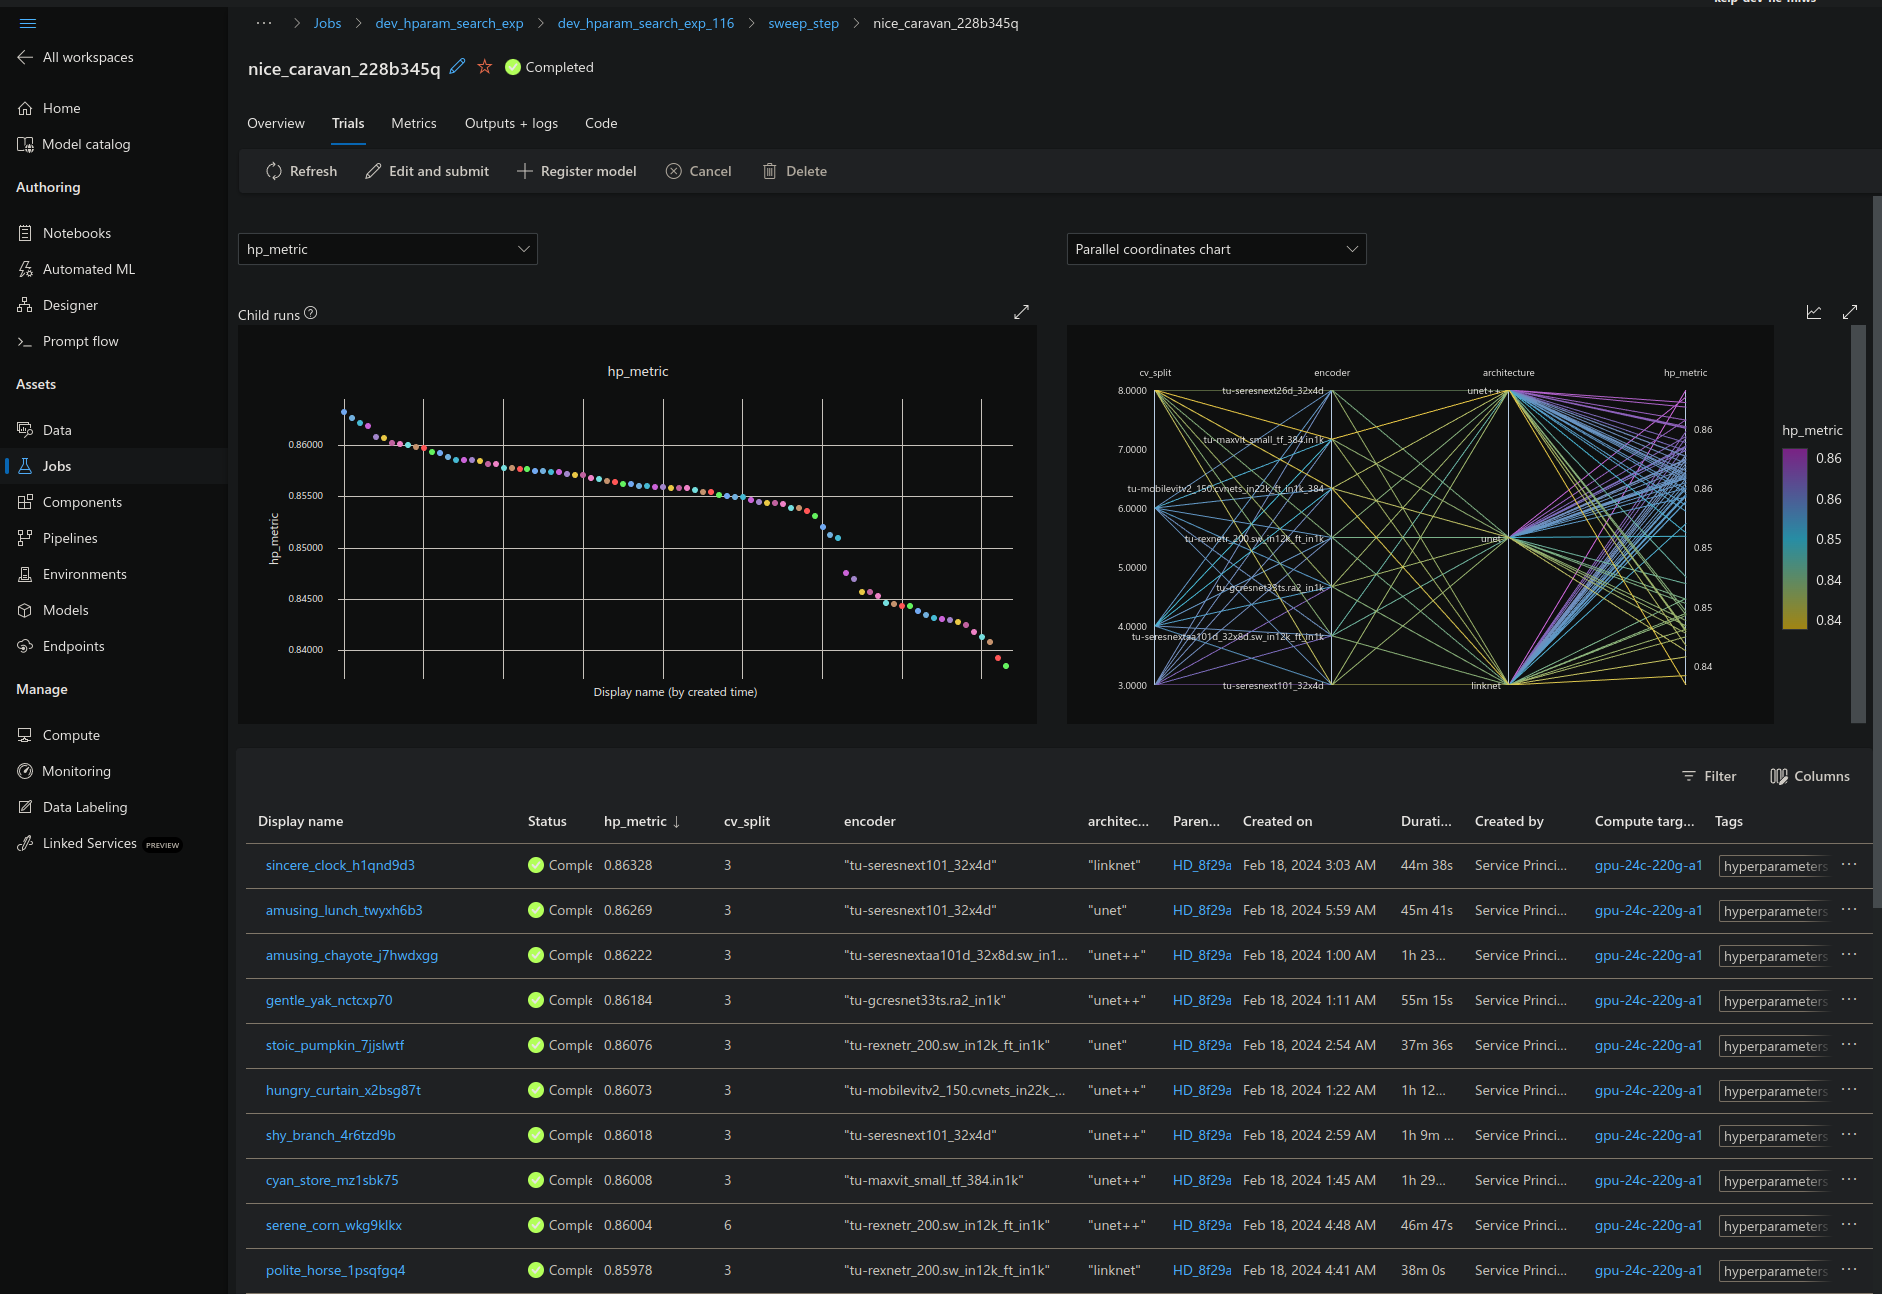 ··· > Jobs > dev_hparam_search_exp > dev_hparam_search_exp_116 > sweep_step > nice_caravan_228b345q
All workspaces
nice_caravan_228b345q Completed
Home
Model catalog
Overview Trials Metrics Outputs + logs Code
Refresh Edit and submit Register model Cancel Delete
Authoring
Notebooks
Automated ML
Designer
Prompt flow
Assets
Data
Jobs
Components
Pipelines
Environments
Models
Endpoints
Manage
Compute
Monitoring
Data Labeling
Linked Services PREVIEW
hp_metric
Parallel coordinates chart
Child runs
hp_metric
hp_metric
0.86000
0.85500
0.85000
0.84500
0.84000
Display name (by created time)
cv_split encoder architecture hp_metric
8.0000
7.0000
6.0000
5.0000
4.0000
3.0000
tu-seresnext26d_32x4d
tu-maxvit_small_tf_384.in1k
tu-mobilevitv2_150.cvnets_in22k_ft_in1k_384
tu-rexnetr_200.sw_in12k_ft_in1k
tu-gcresnet33ts.ra2_in1k
tu-seresnextaa101d_32x8d.sw_in12k_ft_in1k
tu-seresnext101_32x4d
unet++
unet
linknet
0.86
0.86
0.85
0.85
0.84
hp_metric
0.86
0.86
0.85
0.84
0.84
Filter Columns
Display name Status hp_metric ↓ cv_split encoder architec... Paren... Created on Durati... Created by Compute targ... Tags
sincere_clock_h1qnd9d3 Comple 0.86328 3 "tu-seresnext101_32x4d" "linknet" HD_8f29a Feb 18, 2024 3:03 AM 44m 38s Service Princi... gpu-24c-220g-a1 hyperparameters ···
amusing_lunch_twyxh6b3 Comple 0.86269 3 "tu-seresnext101_32x4d" "unet" HD_8f29a Feb 18, 2024 5:59 AM 45m 41s Service Princi... gpu-24c-220g-a1 hyperparameters ···
amusing_chayote_j7hwdxgg Comple 0.86222 3 "tu-seresnextaa101d_32x8d.sw_in1... "unet++" HD_8f29a Feb 18, 2024 1:00 AM 1h 23... Service Princi... gpu-24c-220g-a1 hyperparameters ···
gentle_yak_nctcxp70 Comple 0.86184 3 "tu-gcresnet33ts.ra2_in1k" "unet++" HD_8f29a Feb 18, 2024 1:11 AM 55m 15s Service Princi... gpu-24c-220g-a1 hyperparameters ···
stoic_pumpkin_7jjslwtf Comple 0.86076 3 "tu-rexnetr_200.sw_in12k_ft_in1k" "unet" HD_8f29a Feb 18, 2024 2:54 AM 37m 36s Service Princi... gpu-24c-220g-a1 hyperparameters ···
hungry_curtain_x2bsg87t Comple 0.86073 3 "tu-mobilevitv2_150.cvnets_in22k_... "unet++" HD_8f29a Feb 18, 2024 1:22 AM 1h 12... Service Princi... gpu-24c-220g-a1 hyperparameters ···
shy_branch_4r6tzd9b Comple 0.86018 3 "tu-seresnext101_32x4d" "unet++" HD_8f29a Feb 18, 2024 2:59 AM 1h 9m ... Service Princi... gpu-24c-220g-a1 hyperparameters ···
cyan_store_mz1sbk75 Comple 0.86008 3 "tu-maxvit_small_tf_384.in1k" "unet++" HD_8f29a Feb 18, 2024 1:45 AM 1h 29... Service Princi... gpu-24c-220g-a1 hyperparameters ···
serene_corn_wkg9klkx Comple 0.86004 6 "tu-rexnetr_200.sw_in12k_ft_in1k" "unet++" HD_8f29a Feb 18, 2024 4:48 AM 46m 47s Service Princi... gpu-24c-220g-a1 hyperparameters ···
polite_horse_1psqfgq4 Comple 0.85978 3 "tu-rexnetr_200.sw_in12k_ft_in1k" "linknet" HD_8f29a Feb 18, 2024 4:41 AM 38m 0s Service Princi... gpu-24c-220g-a1 hyperparameters ···